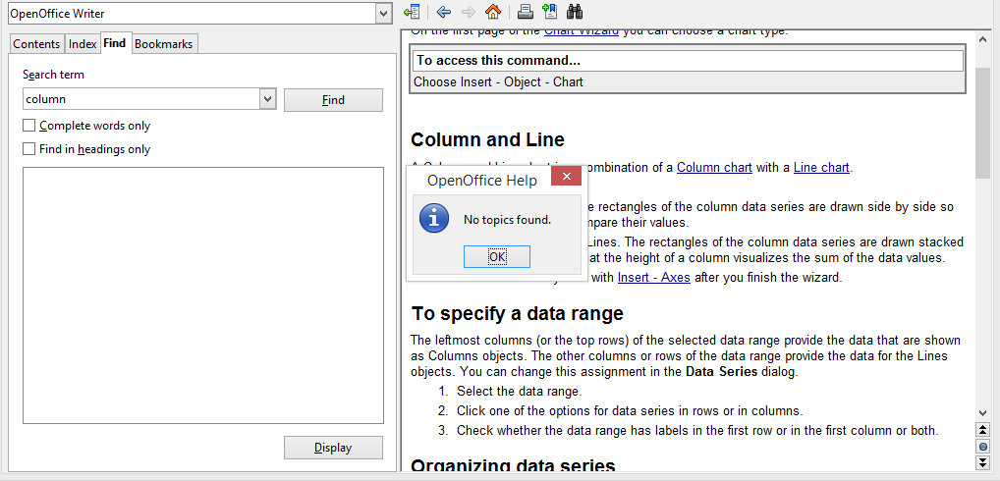 OpenOffice Writer
Contents Index Find Bookmarks
Search term
column
Find
Complete words only
Find in headings only
Display
On the first page of the Chart Wizard you can choose a chart type.
To access this command...
Choose Insert - Object - Chart
Column and Line
combination of a Column chart with a Line chart.
rectangles of the column data series are drawn side by side so
their values.
Lines. The rectangles of the column data series are drawn stacked
at the height of a column visualizes the sum of the data values.
with Insert - Axes after you finish the wizard.
OpenOffice Help
No topics found.
OK
To specify a data range
The leftmost columns (or the top rows) of the selected data range provide the data that are shown
as Columns objects. The other columns or rows of the data range provide the data for the Lines
objects. You can change this assignment in the Data Series dialog.
1. Select the data range.
2. Click one of the options for data series in rows or in columns.
3. Check whether the data range has labels in the first row or in the first column or both.
Organizing data series